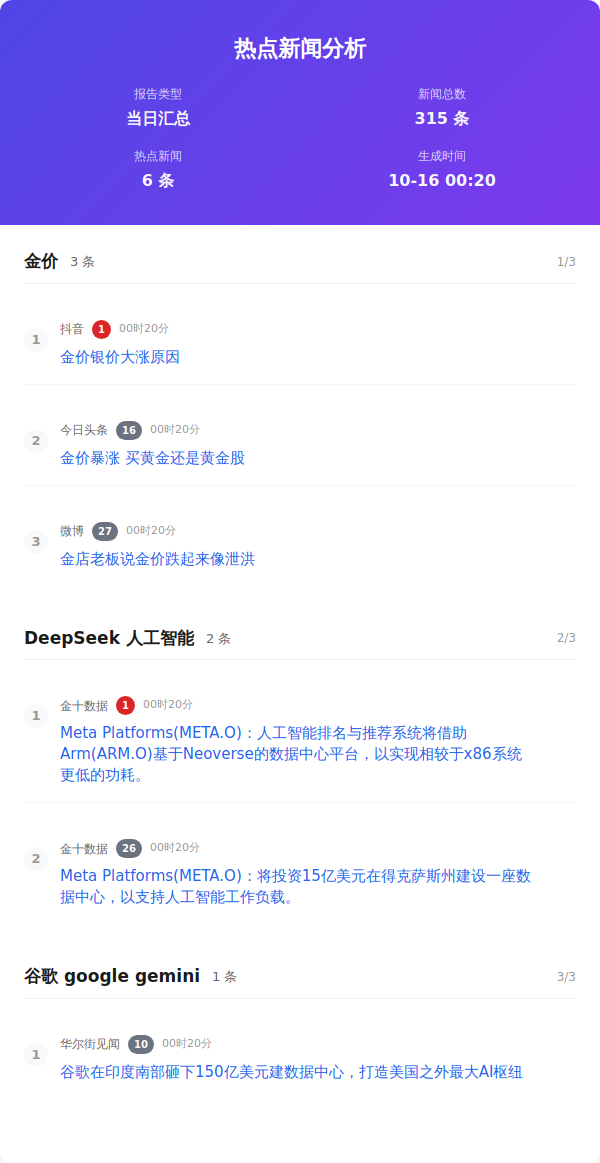 热点新闻分析
报告类型
新闻总数
当日汇总
315 条
热点新闻
生成时间
6 条
10-16 00:20
金价 3 条 1/3
1 抖音 1 00时20分
金价银价大涨原因
2 今日头条 16 00时20分
金价暴涨 买黄金还是黄金股
3 微博 27 00时20分
金店老板说金价跌起来像泄洪
DeepSeek 人工智能 2 条 2/3
1 金十数据 1 00时20分
Meta Platforms(META.O)：人工智能排名与推荐系统将借助
Arm(ARM.O)基于Neoverse的数据中心平台，以实现相较于x86系统
更低的功耗。
2 金十数据 26 00时20分
Meta Platforms(META.O)：将投资15亿美元在得克萨斯州建设一座数
据中心，以支持人工智能工作负载。
谷歌 google gemini 1 条 3/3
1 华尔街见闻 10 00时20分
谷歌在印度南部砸下150亿美元建数据中心，打造美国之外最大AI枢纽